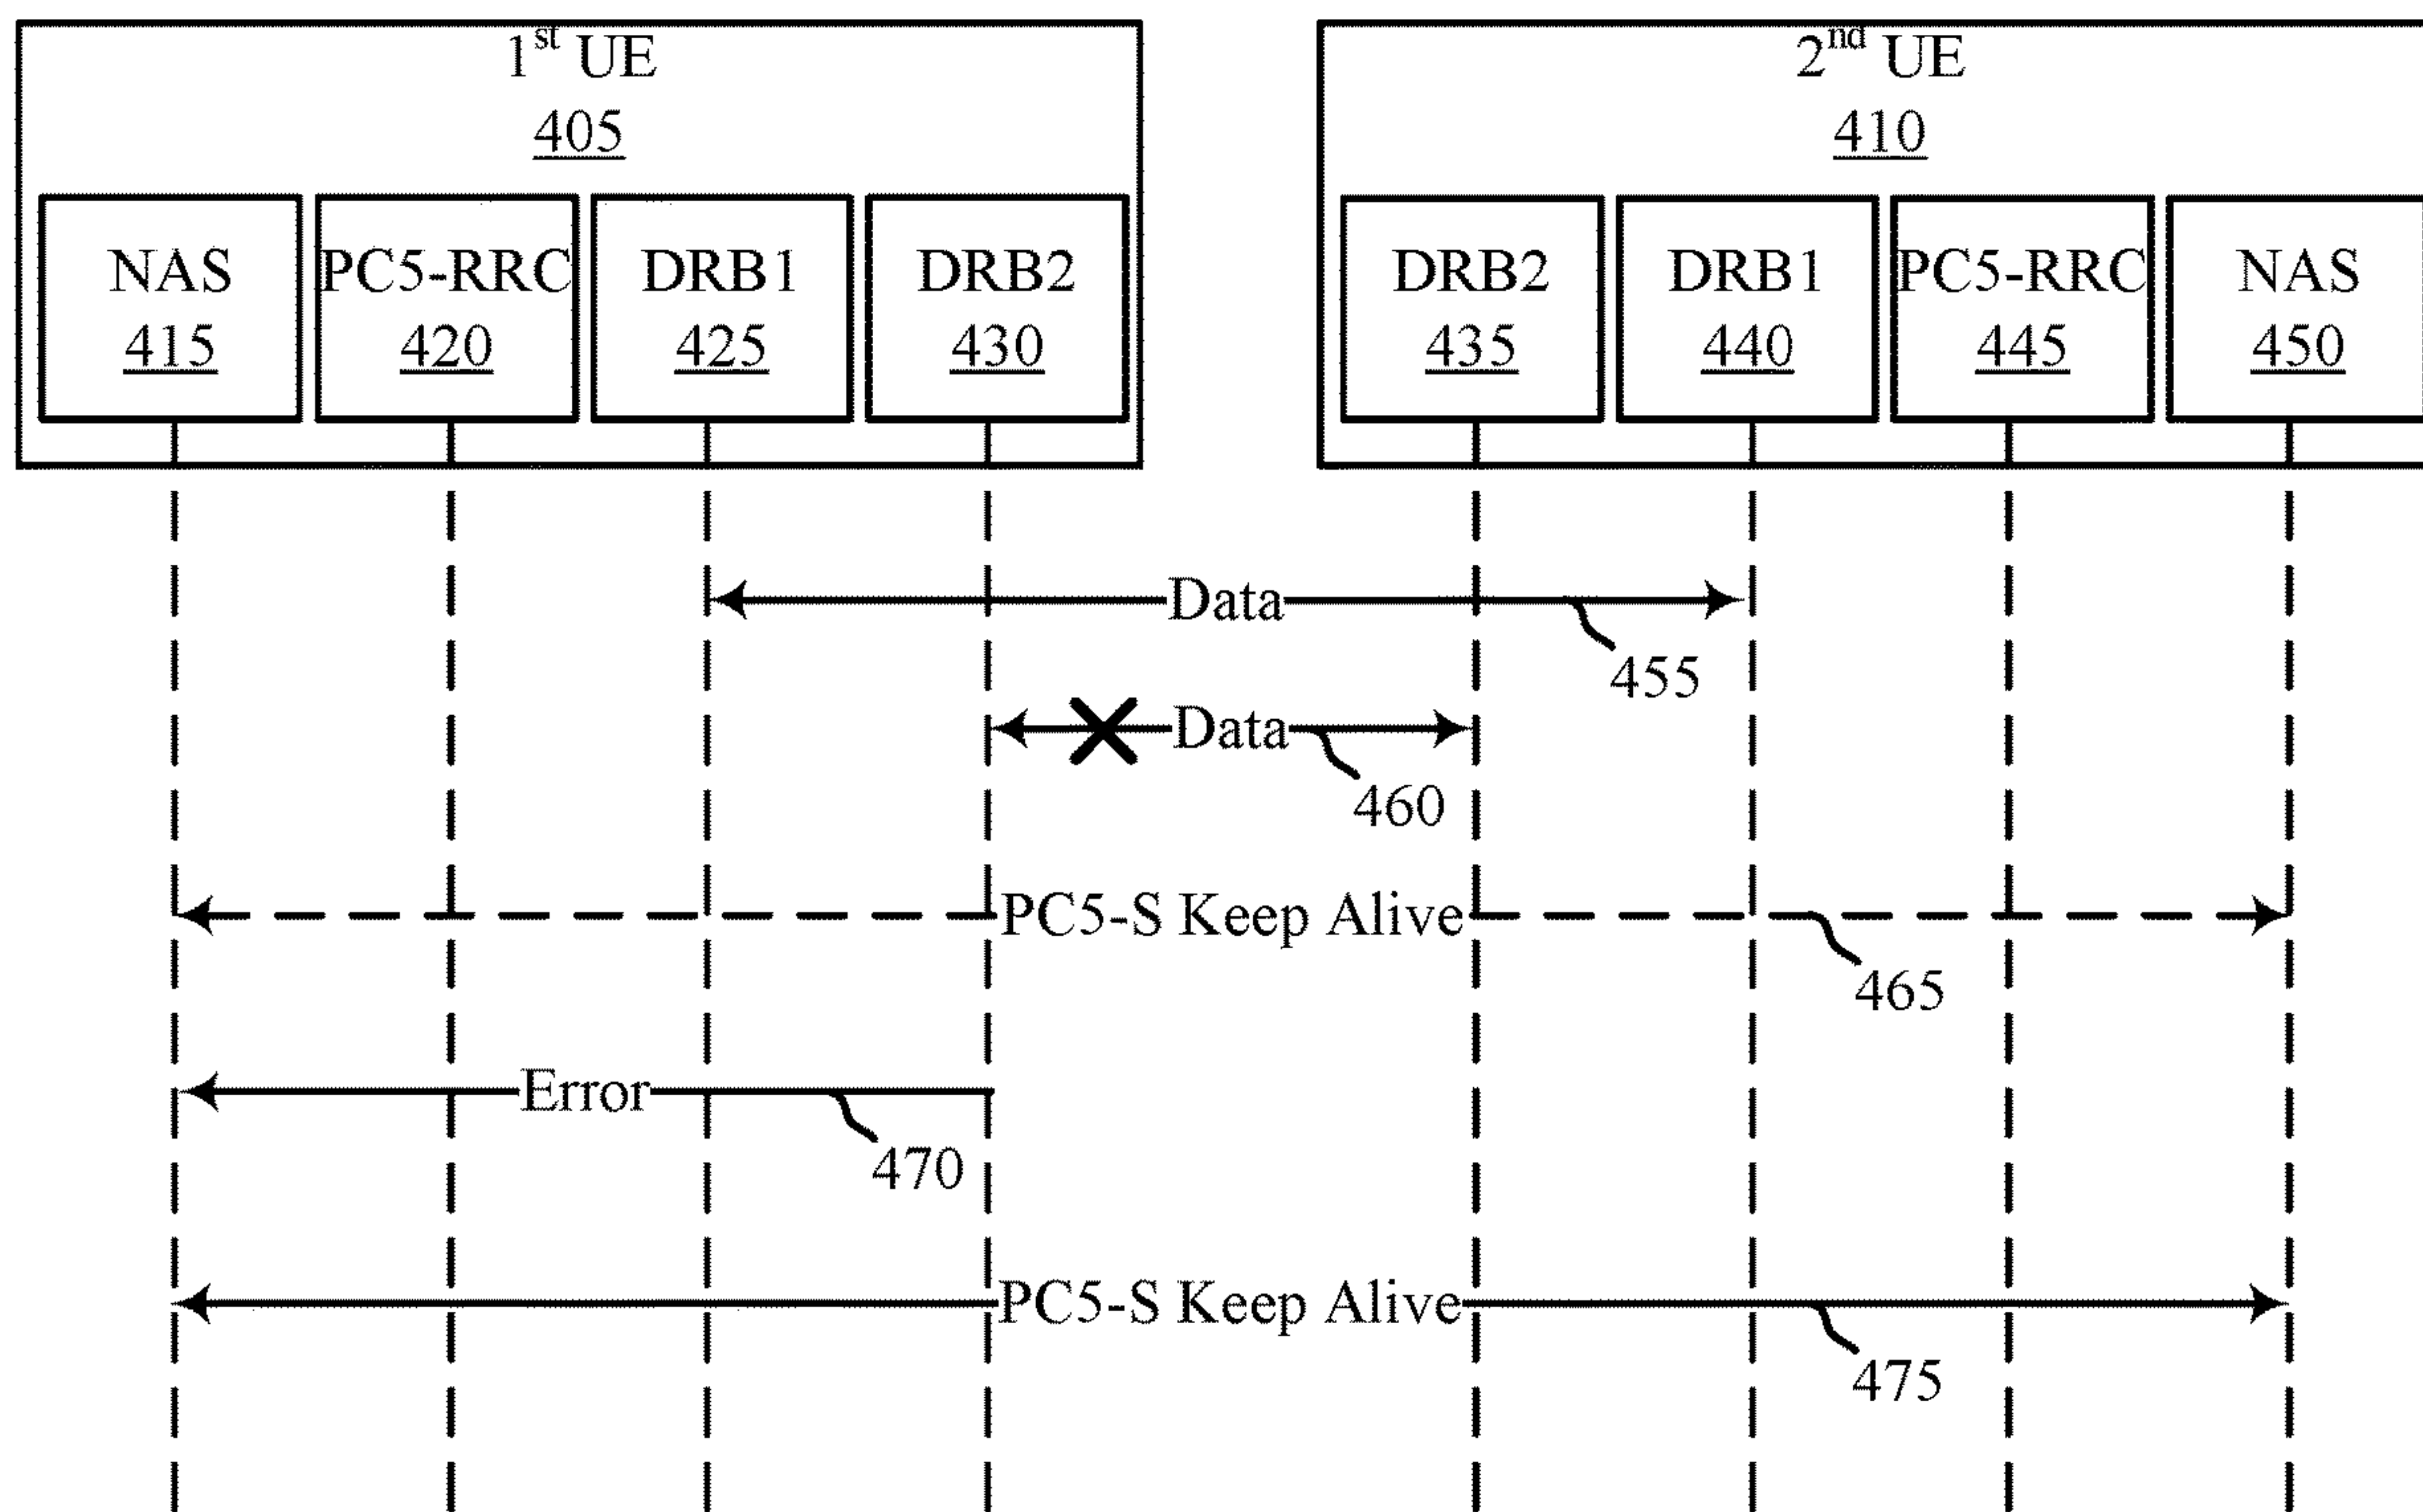 1st UE
405
2nd UE
410
NAS
415
PC5-RRC
420
DRB1
425
DRB2
430
DRB2
435
DRB1
440
PC5-RRC
445
NAS
450
Data
455
Data
460
PC5-S Keep Alive
465
Error
470
PC5-S Keep Alive
475